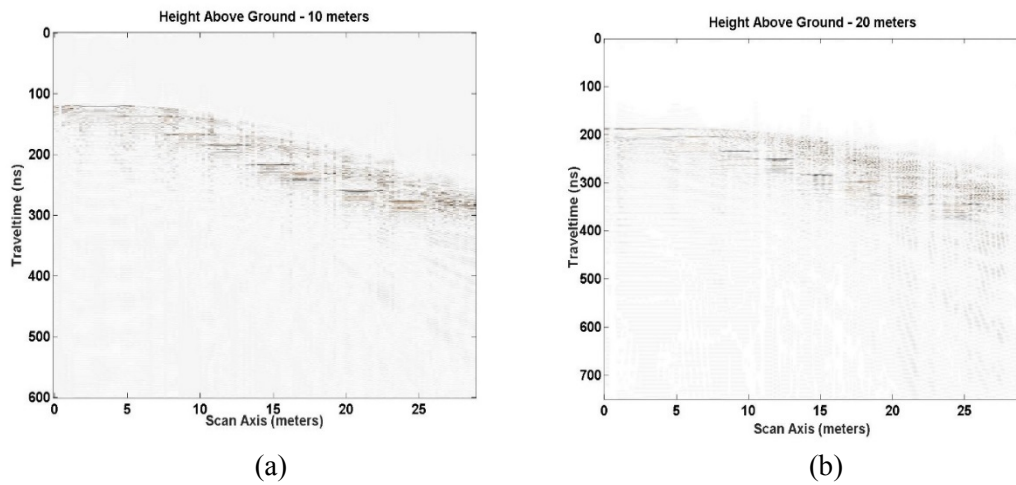 Height Above Ground - 10 meters
0
100
200
300
400
500
600
Traveltime (ns)
0 5 10 15 20 25
Scan Axis (meters)
(a)
Height Above Ground - 20 meters
0
100
200
300
400
500
600
700
Traveltime (ns)
0 5 10 15 20 25
Scan Axis (meters)
(b)